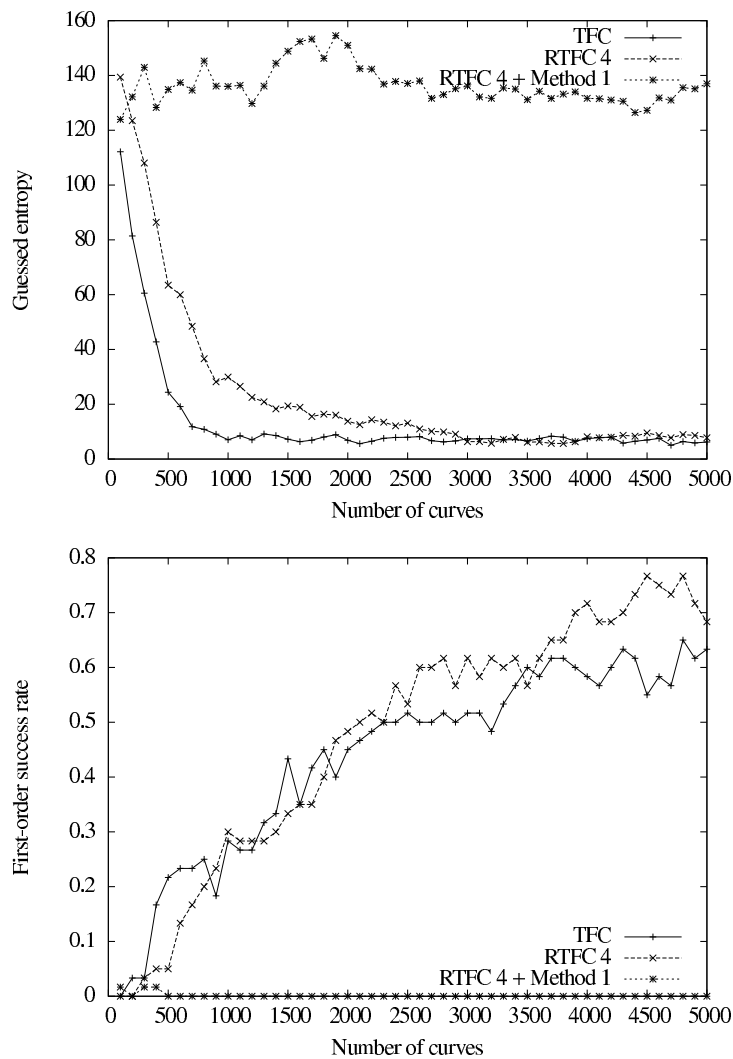 160
140
120
100
80
60
40
20
0
Guessed entropy
TFC
RTFC 4
RTFC 4 + Method 1
0 500 1000 1500 2000 2500 3000 3500 4000 4500 5000
Number of curves
0.8
0.7
0.6
0.5
0.4
0.3
0.2
0.1
0
First-order success rate
TFC
RTFC 4
RTFC 4 + Method 1
0 500 1000 1500 2000 2500 3000 3500 4000 4500 5000
Number of curves